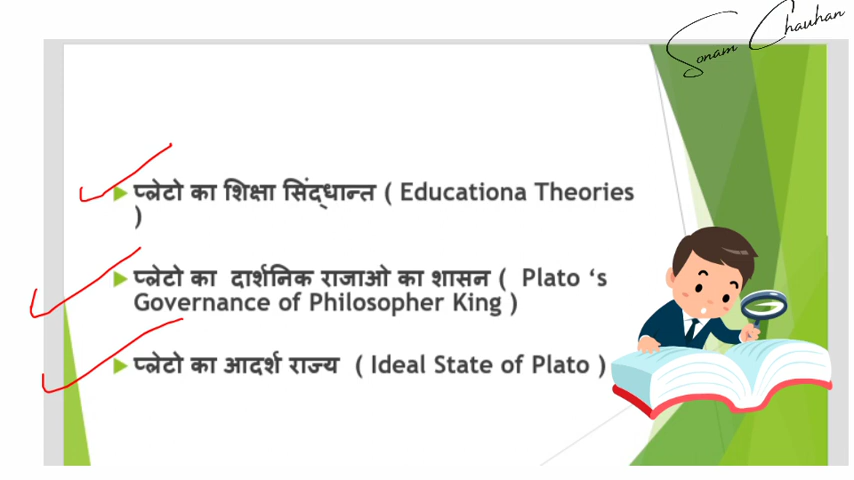 Sonam Chauhan
प्लेटो का शिक्षा सिंद्धान्त ( Educationa Theories
)
प्लेटो का दार्शनिक राजाओ का शासन ( Plato ‘s
Governance of Philosopher King )
प्लेटो का आदर्श राज्य ( Ideal State of Plato )